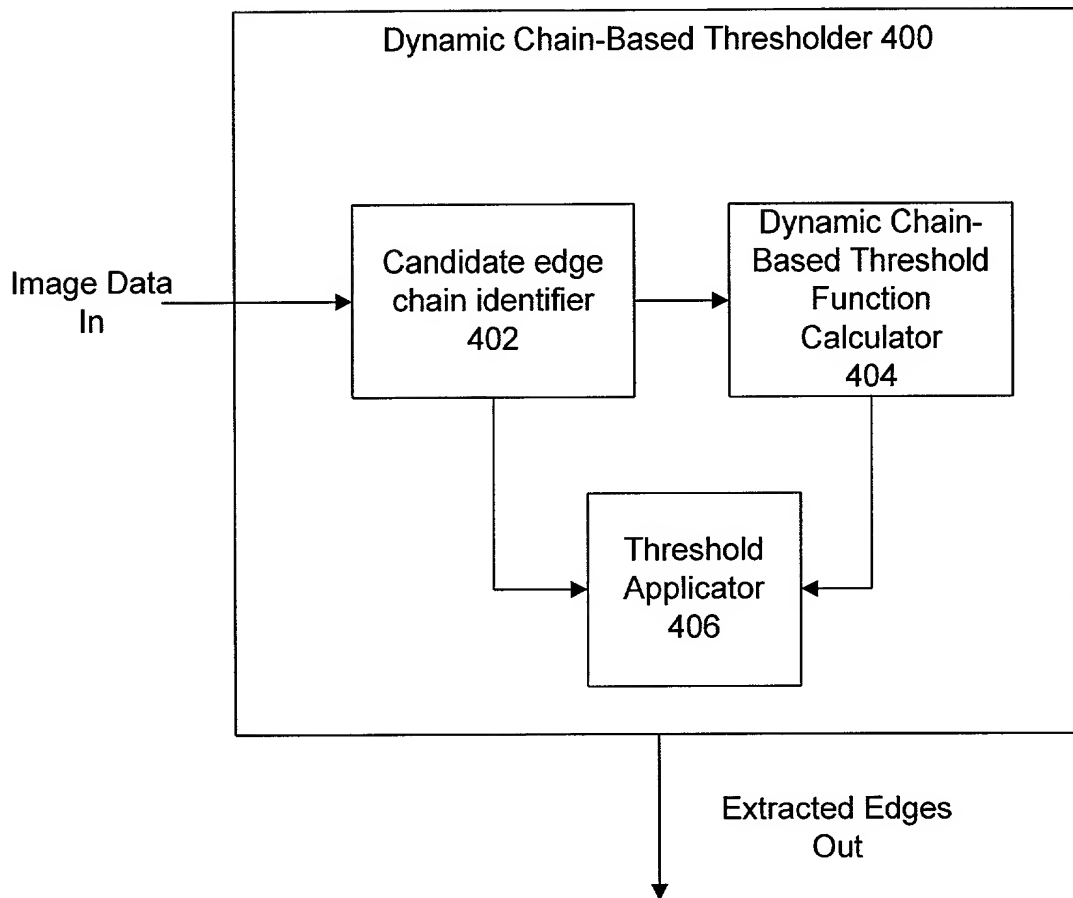 Dynamic Chain-Based Thresholder 400
Image Data
In
Candidate edge
chain identifier
402
Dynamic Chain-
Based Threshold
Function
Calculator
404
Threshold
Applicator
406
Extracted Edges
Out